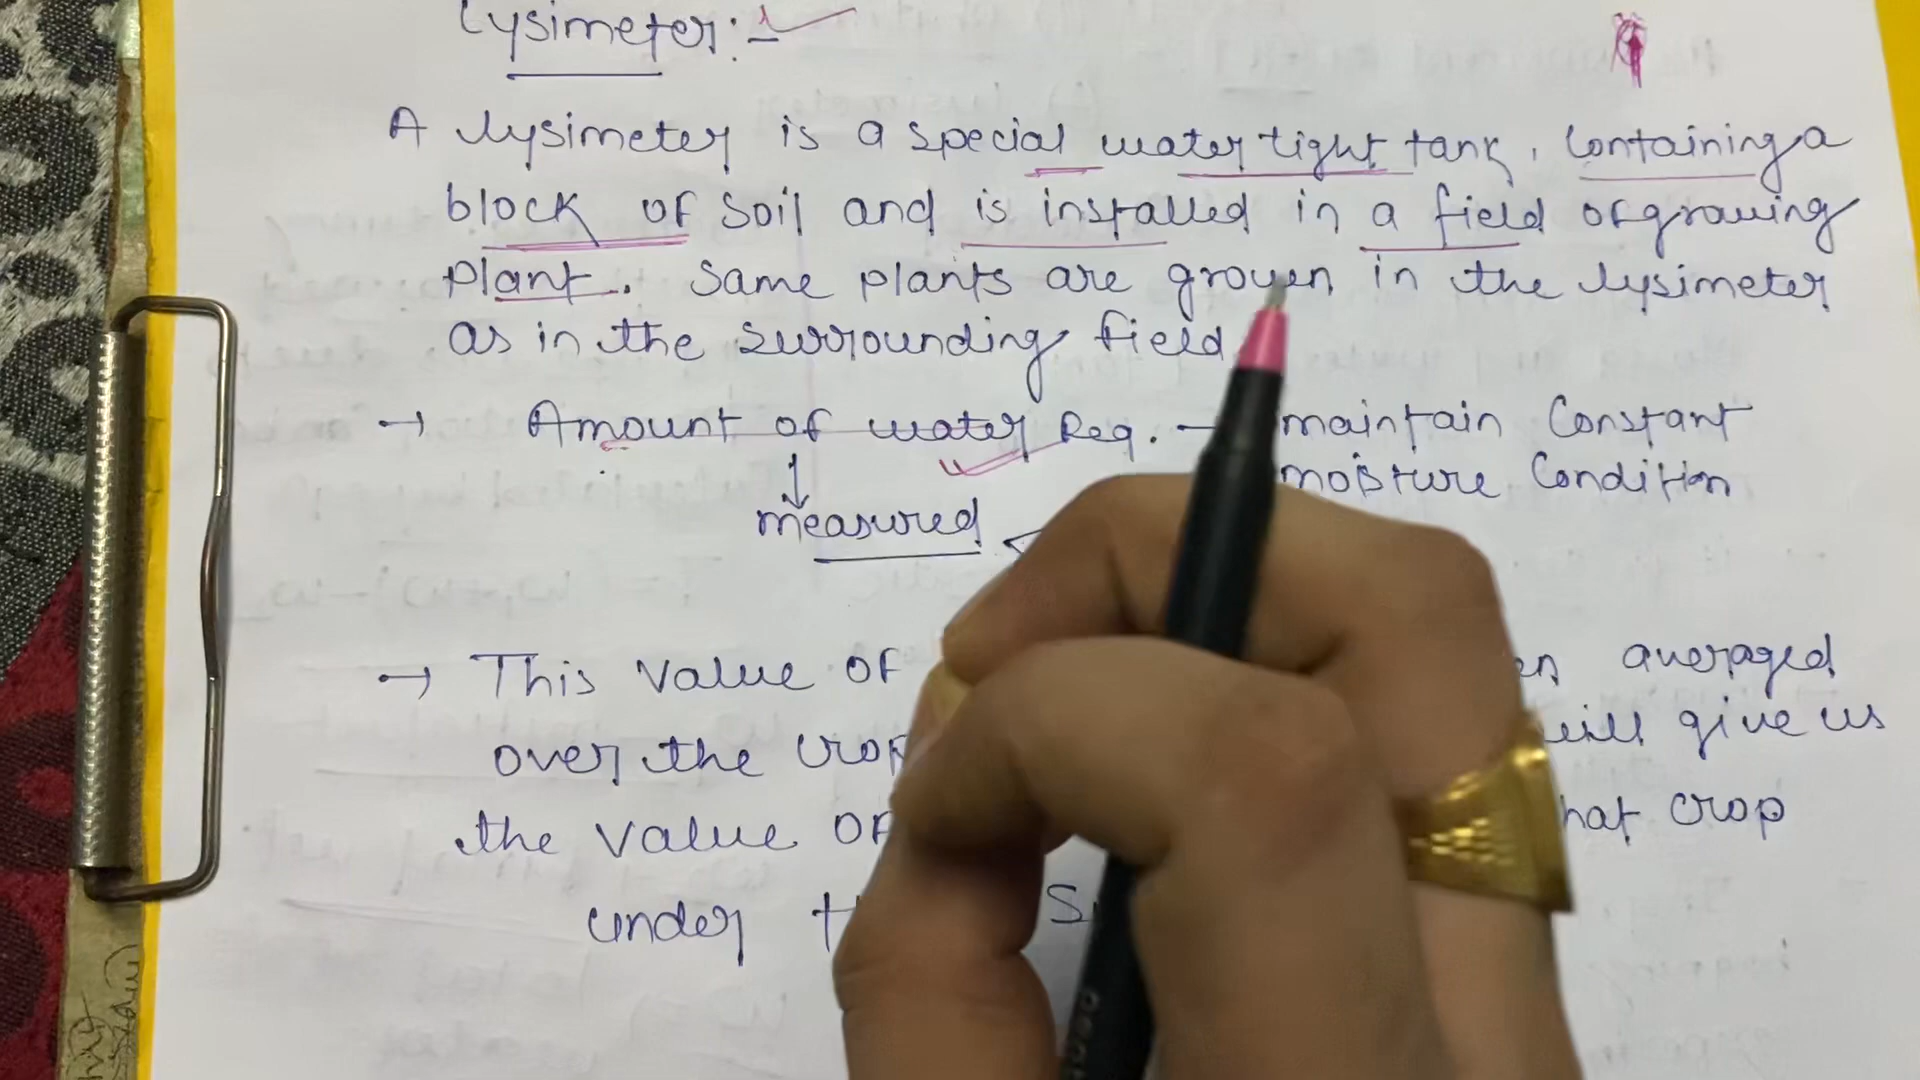 Lysimeter:-
A lysimeter is a special water tight tank, Containing a
block of soil and is installed in a field of growing
plant. Same plants are grown in the lysimeter
as in the surrounding field
→ Amount of water Req. → maintain Constant
↓ moisture Condition
measured
→ This value of averaged
over the crop will give us
the value of that crop
under